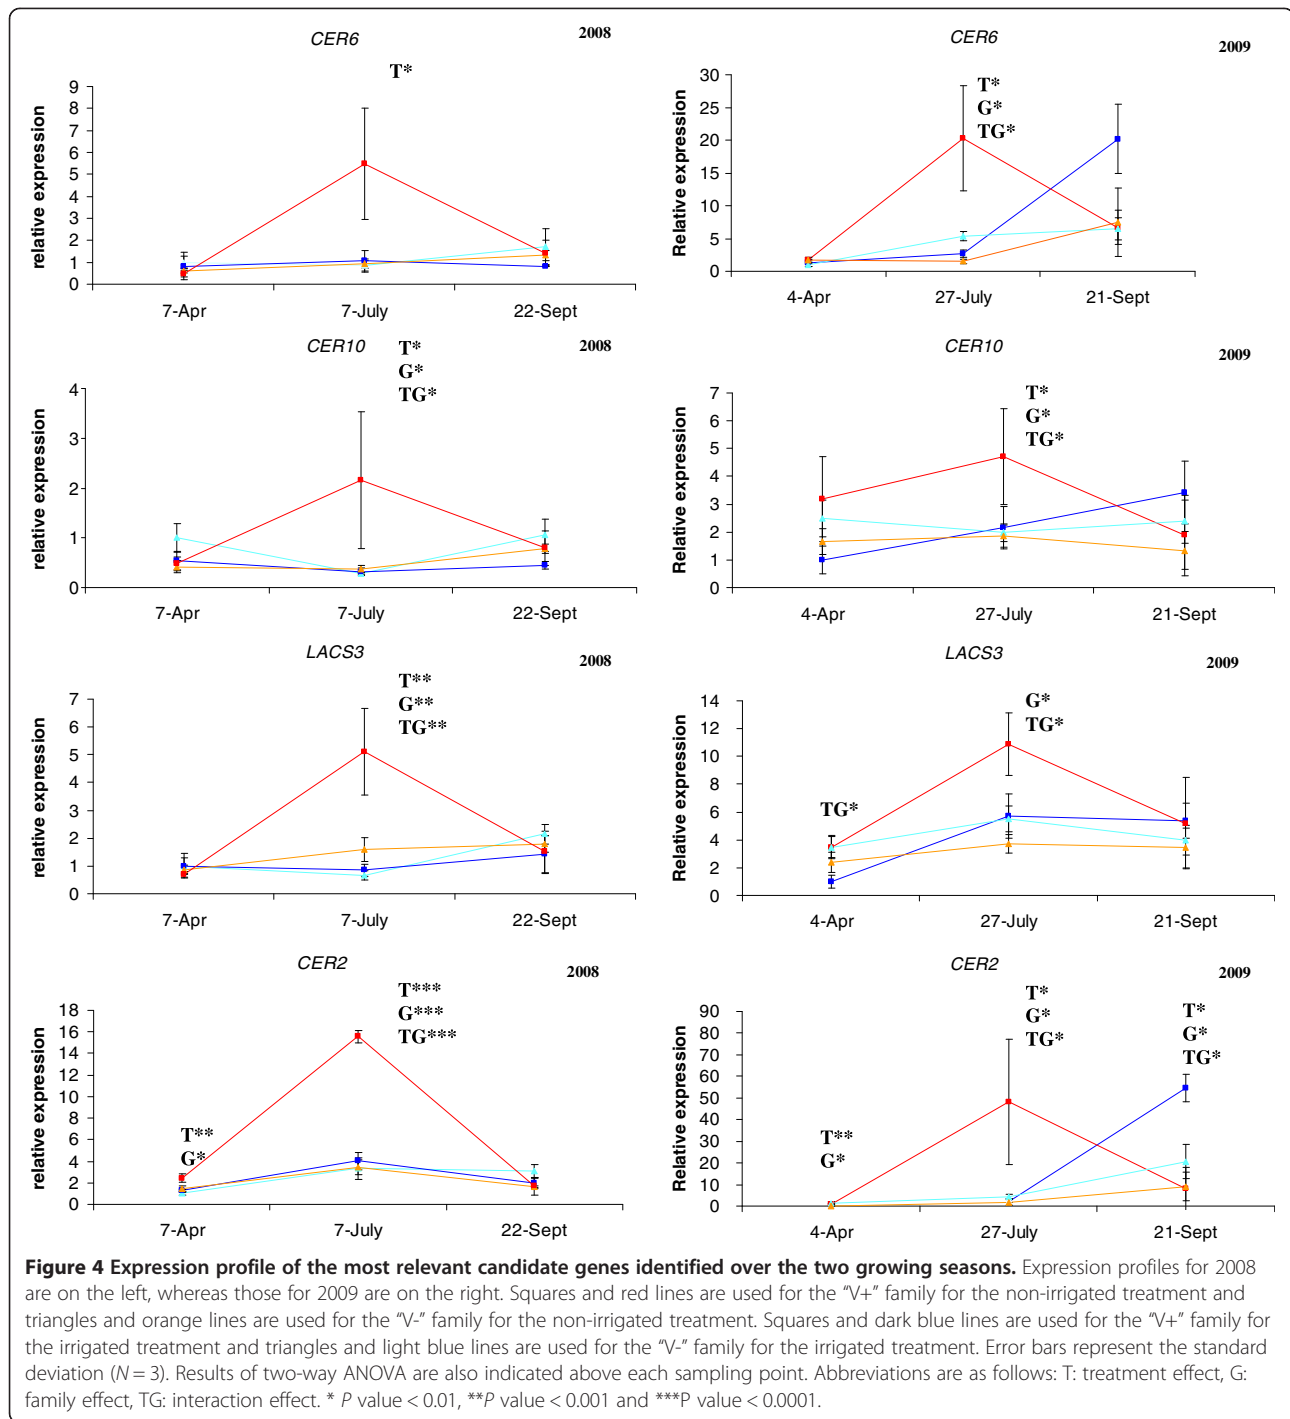 CER6 2008
T*
relative expression
9
8
7
6
5
4
3
2
1
0
7-Apr 7-July 22-Sept
CER6 2009
T*
G*
TG*
Relative expression
30
25
20
15
10
5
0
4-Apr 27-July 21-Sept
CER10 2008
T*
G*
TG*
relative expression
4
3
2
1
0
7-Apr 7-July 22-Sept
CER10 2009
T*
G*
TG*
Relative expression
7
6
5
4
3
2
1
0
4-Apr 27-July 21-Sept
LACS3 2008
T**
G**
TG**
relative expression
7
6
5
4
3
2
1
0
7-Apr 7-July 22-Sept
LACS3 2009
G*
TG*
TG*
Relative expression
14
12
10
8
6
4
2
0
4-Apr 27-July 21-Sept
CER2 2008
T***
G***
TG***
T**
G*
relative expression
18
16
14
12
10
8
6
4
2
0
7-Apr 7-July 22-Sept
CER2 2009
T*
G*
TG*
T*
G*
TG*
T**
G*
Relative expression
90
80
70
60
50
40
30
20
10
0
4-Apr 27-July 21-Sept
Figure 4 Expression profile of the most relevant candidate genes identified over the two growing seasons. Expression profiles for 2008
are on the left, whereas those for 2009 are on the right. Squares and red lines are used for the “V+” family for the non-irrigated treatment and
triangles and orange lines are used for the “V-” family for the non-irrigated treatment. Squares and dark blue lines are used for the “V+” family for
the irrigated treatment and triangles and light blue lines are used for the “V-” family for the irrigated treatment. Error bars represent the standard
deviation (N = 3). Results of two-way ANOVA are also indicated above each sampling point. Abbreviations are as follows: T: treatment effect, G:
family effect, TG: interaction effect. * P value < 0.01, **P value < 0.001 and ***P value < 0.0001.